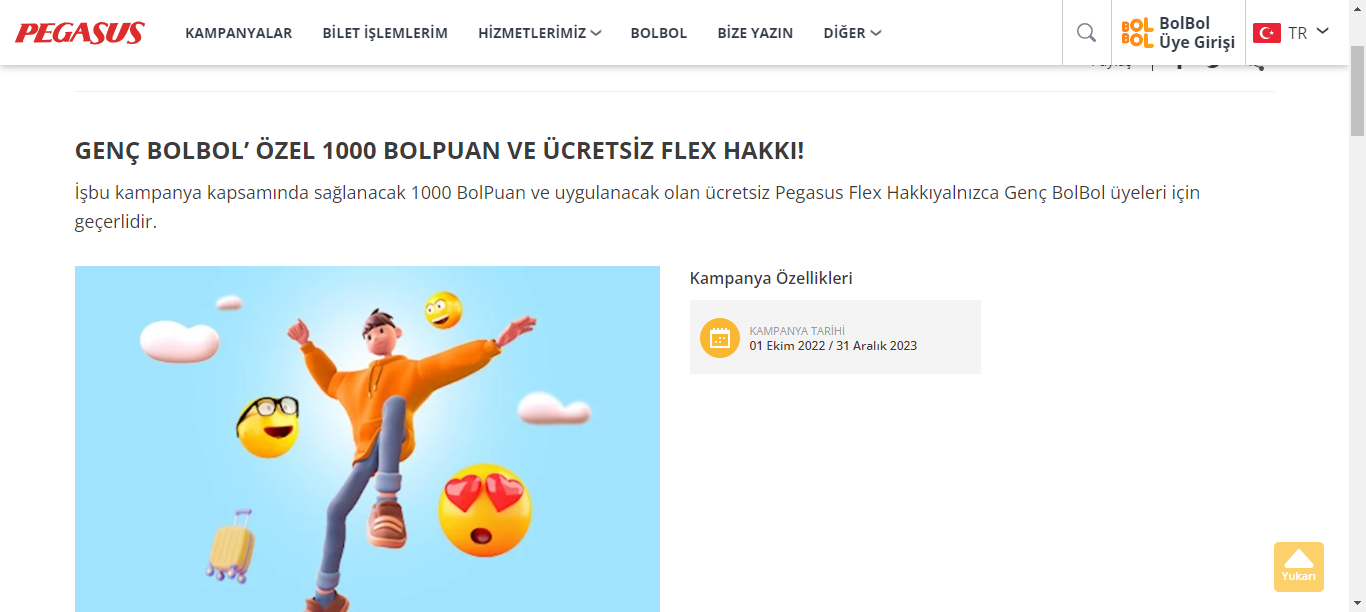 PEGASUS
KAMPANYALAR
BİLET İŞLEMLERİM
HİZMETLERİMİZ
BOLBOL
BİZE YAZIN
DİĞER
BOL
BOL
BolBol
Üye Girişi
TR
GENÇ BOLBOL’ ÖZEL 1000 BOLPUAN VE ÜCRETSİZ FLEX HAKKI!
İşbu kampanya kapsamında sağlanacak 1000 BolPuan ve uygulanacak olan ücretsiz Pegasus Flex Hakkıyalnızca Genç BolBol üyeleri için
geçerlidir.
Kampanya Özellikleri
KAMPANYA TARİHİ
01 Ekim 2022 / 31 Aralık 2023
Yukarı